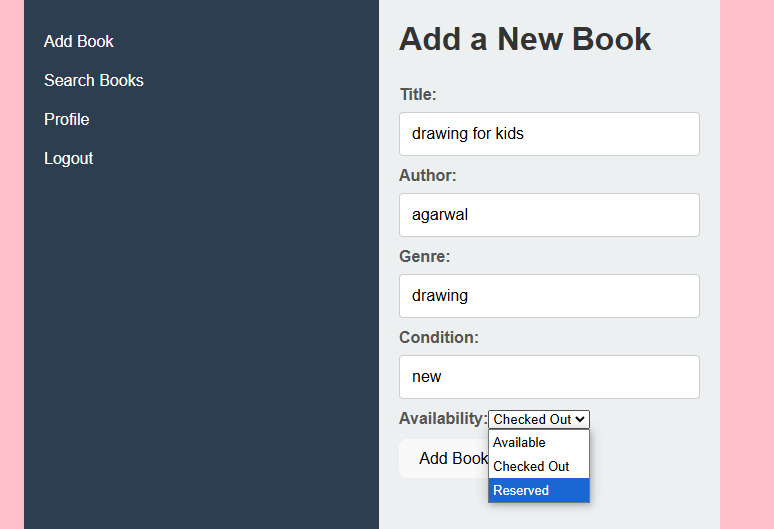 Add Book
Search Books
Profile
Logout
Add a New Book
Title:
drawing for kids
Author:
agarwal
Genre:
drawing
Condition:
new
Availability: Checked Out
Available
Checked Out
Reserved
Add Book